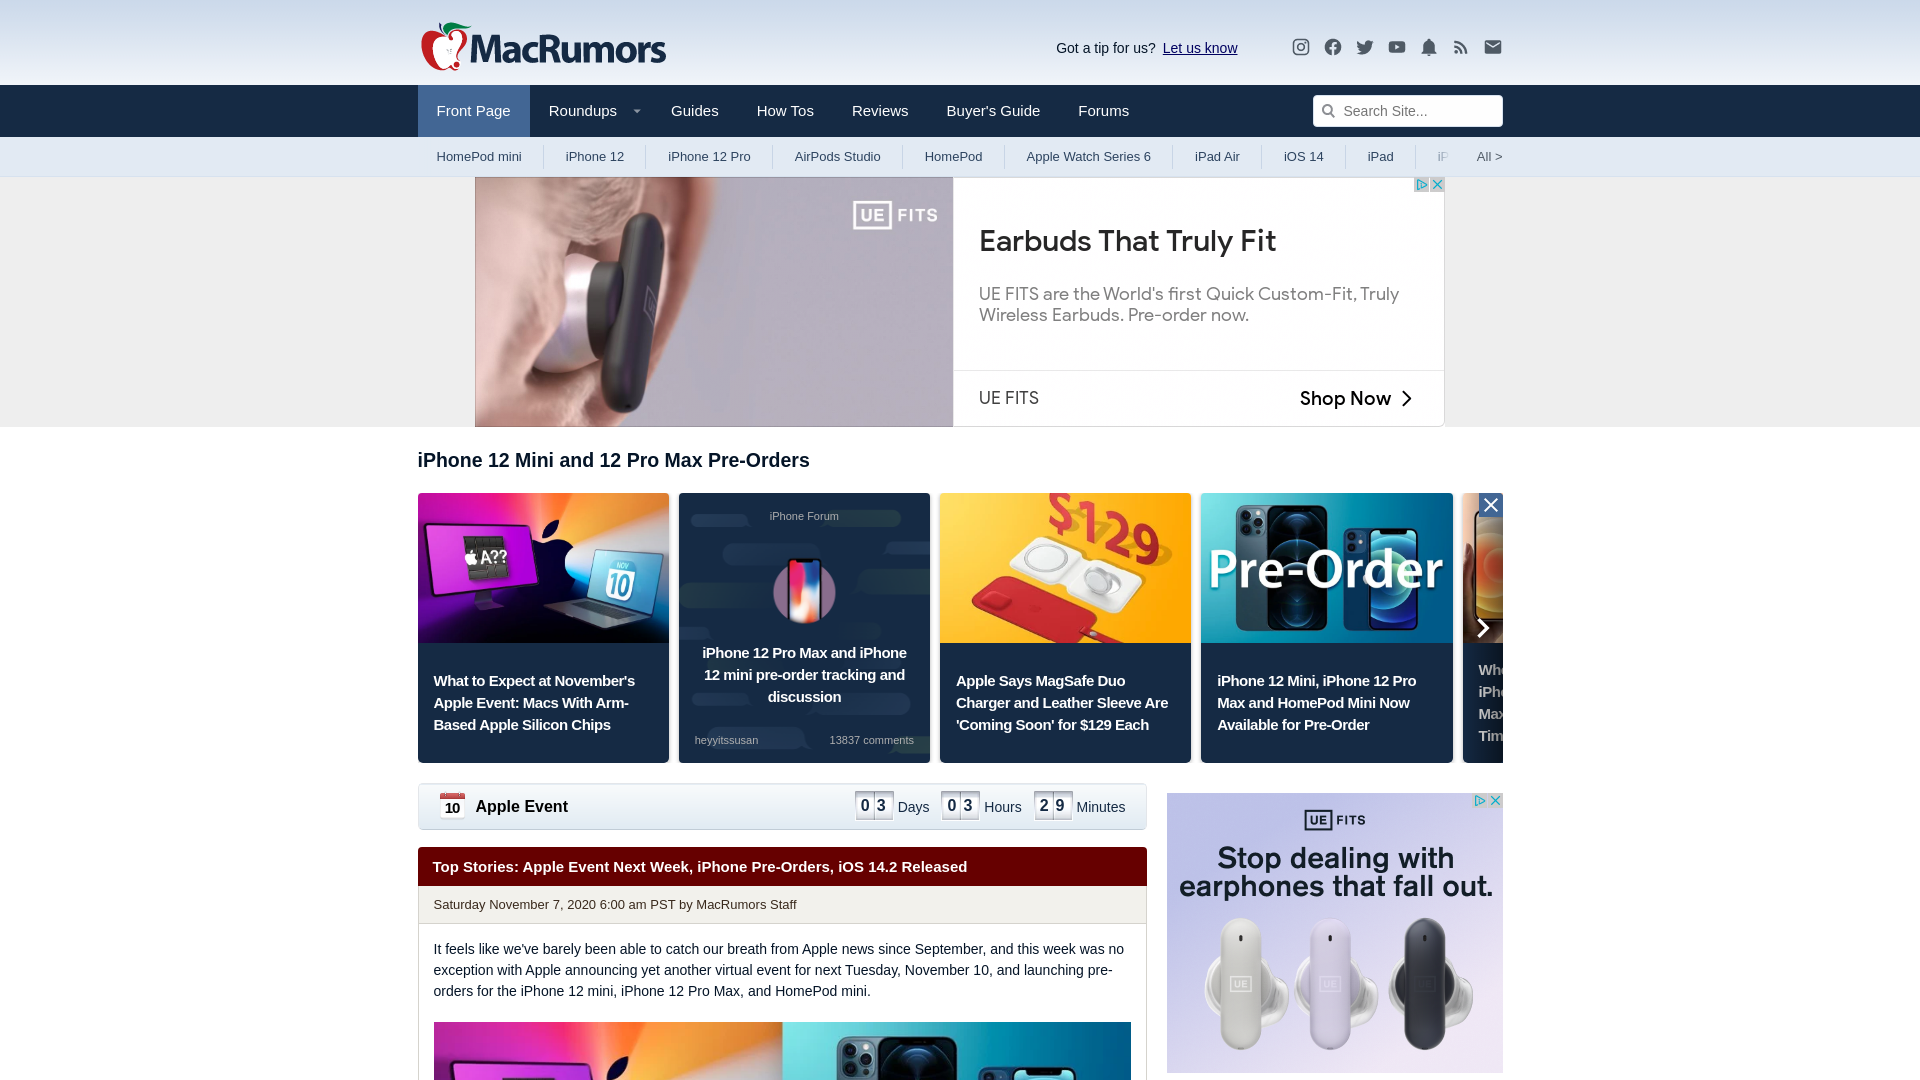 MacRumors
Got a tip for us? Let us know
Front Page
Roundups
Guides
How Tos
Reviews
Buyer's Guide
Forums
Search Site...
HomePod mini
iPhone 12
iPhone 12 Pro
AirPods Studio
HomePod
Apple Watch Series 6
iPad Air
iOS 14
iPad
iP
All >
UE FITS
Earbuds That Truly Fit
UE FITS are the World's first Quick Custom-Fit, Truly
Wireless Earbuds. Pre-order now.
UE FITS
Shop Now
iPhone 12 Mini and 12 Pro Max Pre-Orders
A??
NOV
10
What to Expect at November's
Apple Event: Macs With Arm-
Based Apple Silicon Chips
iPhone Forum
iPhone 12 Pro Max and iPhone
12 mini pre-order tracking and
discussion
heyyitssusan
13837 comments
$129
Apple Says MagSafe Duo
Charger and Leather Sleeve Are
'Coming Soon' for $129 Each
Pre-Order
iPhone 12 Mini, iPhone 12 Pro
Max and HomePod Mini Now
Available for Pre-Order
Whe
iPho
Max
Tim
10
Apple Event
03 Days 03 Hours 29 Minutes
Top Stories: Apple Event Next Week, iPhone Pre-Orders, iOS 14.2 Released
Saturday November 7, 2020 6:00 am PST by MacRumors Staff
It feels like we've barely been able to catch our breath from Apple news since September, and this week was no
exception with Apple announcing yet another virtual event for next Tuesday, November 10, and launching pre-
orders for the iPhone 12 mini, iPhone 12 Pro Max, and HomePod mini.
UE FITS
Stop dealing with
earphones that fall out.
UE
UE
UE